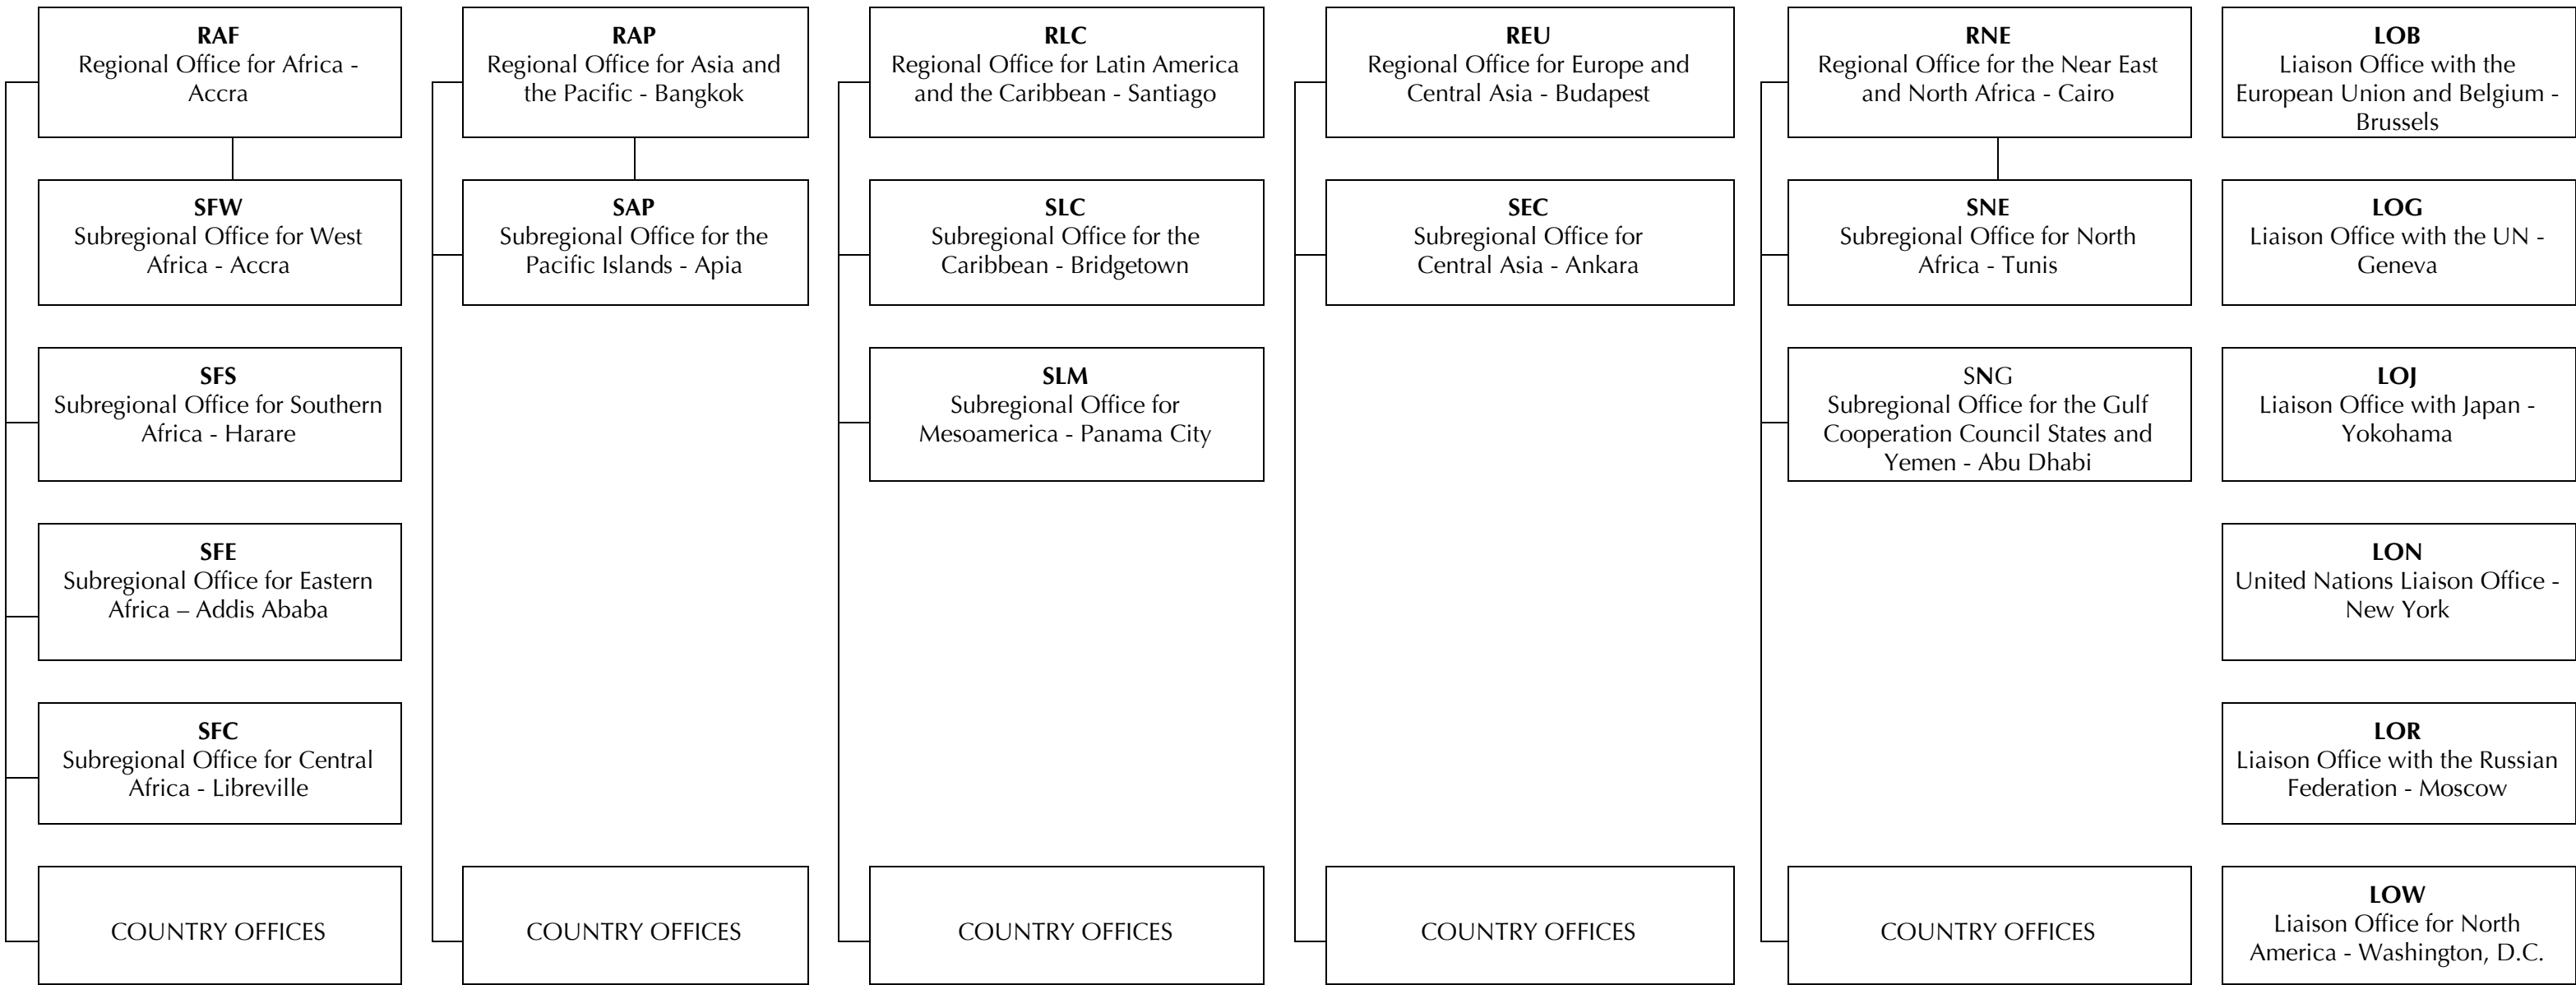 RAF
Regional Office for Africa -
Accra
SFW
Subregional Office for West
Africa - Accra
SFS
Subregional Office for Southern
Africa - Harare
SFE
Subregional Office for Eastern
Africa – Addis Ababa
SFC
Subregional Office for Central
Africa - Libreville
COUNTRY OFFICES
RAP
Regional Office for Asia and
the Pacific - Bangkok
SAP
Subregional Office for the
Pacific Islands - Apia
COUNTRY OFFICES
RLC
Regional Office for Latin America
and the Caribbean - Santiago
SLC
Subregional Office for the
Caribbean - Bridgetown
SLM
Subregional Office for
Mesoamerica - Panama City
COUNTRY OFFICES
REU
Regional Office for Europe and
Central Asia - Budapest
SEC
Subregional Office for
Central Asia - Ankara
COUNTRY OFFICES
RNE
Regional Office for the Near East
and North Africa - Cairo
SNE
Subregional Office for North
Africa - Tunis
SNG
Subregional Office for the Gulf
Cooperation Council States and
Yemen - Abu Dhabi
COUNTRY OFFICES
LOB
Liaison Office with the
European Union and Belgium -
Brussels
LOG
Liaison Office with the UN -
Geneva
LOJ
Liaison Office with Japan -
Yokohama
LON
United Nations Liaison Office -
New York
LOR
Liaison Office with the Russian
Federation - Moscow
LOW
Liaison Office for North
America - Washington, D.C.